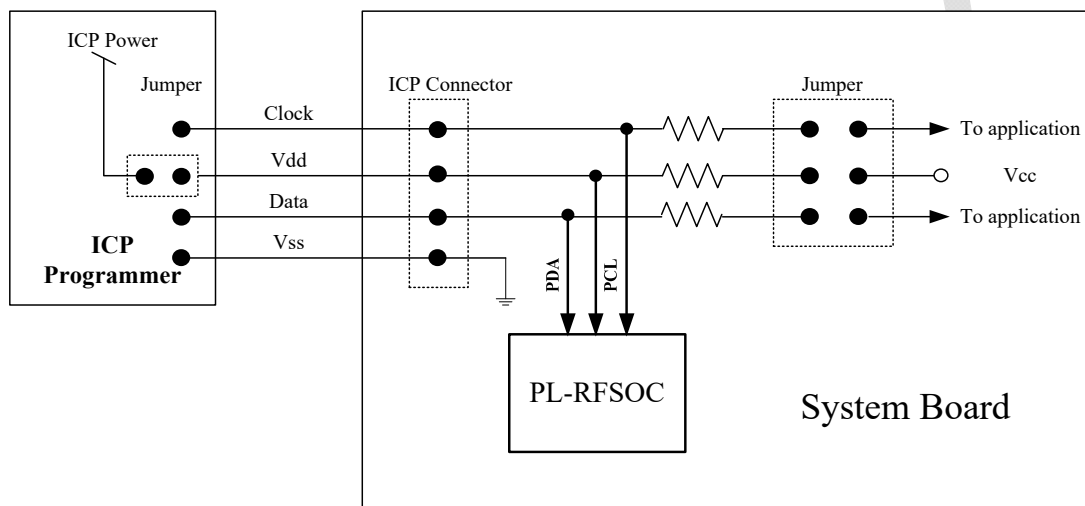 ICP Power
Jumper
ICP Connector
Jumper
Clock
To application
Vdd
Vcc
Data
To application
Vss
ICP
Programmer
PDA
PCL
PL-RFSOC
System Board